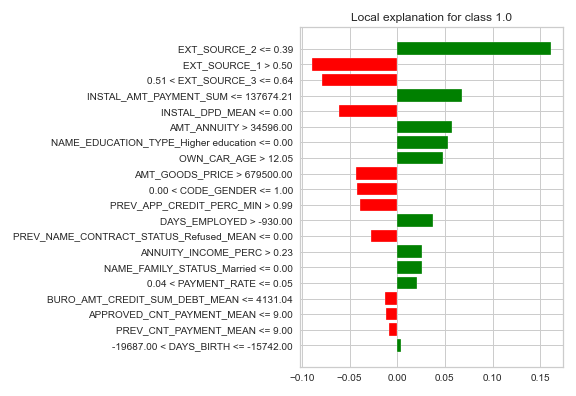 Local explanation for class 1.0
EXT_SOURCE_2 <= 0.39
EXT_SOURCE_1 > 0.50
0.51 < EXT_SOURCE_3 <= 0.64
INSTAL_AMT_PAYMENT_SUM <= 137674.21
INSTAL_DPD_MEAN <= 0.00
AMT_ANNUITY > 34596.00
NAME_EDUCATION_TYPE_Higher education <= 0.00
OWN_CAR_AGE > 12.05
AMT_GOODS_PRICE > 679500.00
0.00 < CODE_GENDER <= 1.00
PREV_APP_CREDIT_PERC_MIN > 0.99
DAYS_EMPLOYED > -930.00
PREV_NAME_CONTRACT_STATUS_Refused_MEAN <= 0.00
ANNUITY_INCOME_PERC > 0.23
NAME_FAMILY_STATUS_Married <= 0.00
0.04 < PAYMENT_RATE <= 0.05
BURO_AMT_CREDIT_SUM_DEBT_MEAN <= 4131.04
APPROVED_CNT_PAYMENT_MEAN <= 9.00
PREV_CNT_PAYMENT_MEAN <= 9.00
-19687.00 < DAYS_BIRTH <= -15742.00
−0.10 −0.05 0.00 0.05 0.10 0.15